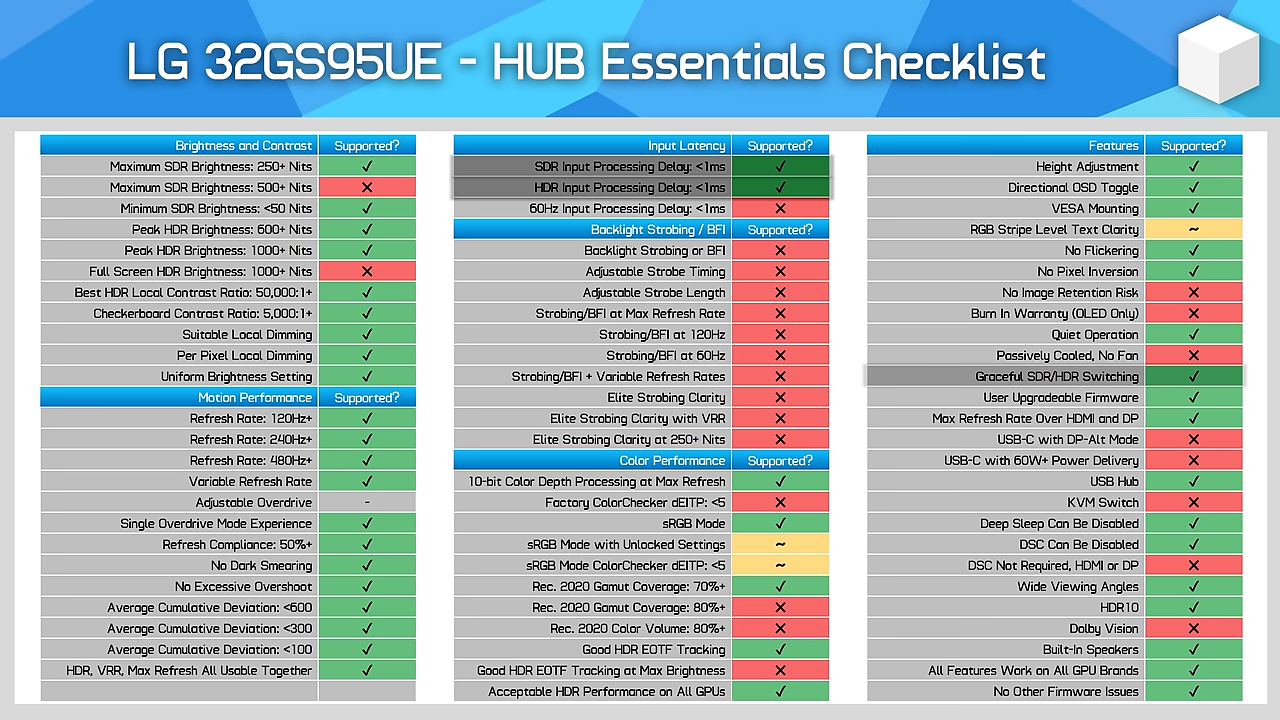 LG 32GS95UE - HUB Essentials Checklist
Brightness and Contrast Supported?
Maximum SDR Brightness: 250+ Nits ✓
Maximum SDR Brightness: 500+ Nits ✕
Minimum SDR Brightness: <50 Nits ✓
Peak HDR Brightness: 600+ Nits ✓
Peak HDR Brightness: 1000+ Nits ✓
Full Screen HDR Brightness: 1000+ Nits ✕
Best HDR Local Contrast Ratio: 50,000:1+ ✓
Checkerboard Contrast Ratio: 5,000:1+ ✓
Suitable Local Dimming ✓
Per Pixel Local Dimming ✓
Uniform Brightness Setting ✓
Motion Performance Supported?
Refresh Rate: 120Hz+ ✓
Refresh Rate: 240Hz+ ✓
Refresh Rate: 480Hz+ ✓
Variable Refresh Rate ✓
Adjustable Overdrive -
Single Overdrive Mode Experience ✓
Refresh Compliance: 50%+ ✓
No Dark Smearing ✓
No Excessive Overshoot ✓
Average Cumulative Deviation: <600 ✓
Average Cumulative Deviation: <300 ✓
Average Cumulative Deviation: <100 ✓
HDR, VRR, Max Refresh All Usable Together ✓
Input Latency Supported?
SDR Input Processing Delay: <1ms ✓
HDR Input Processing Delay: <1ms ✓
60Hz Input Processing Delay: <1ms ✕
Backlight Strobing / BFI Supported?
Backlight Strobing or BFI ✕
Adjustable Strobe Timing ✕
Adjustable Strobe Length ✕
Strobing/BFI at Max Refresh Rate ✕
Strobing/BFI at 120Hz ✕
Strobing/BFI at 60Hz ✕
Strobing/BFI + Variable Refresh Rates ✕
Elite Strobing Clarity ✕
Elite Strobing Clarity with VRR ✕
Elite Strobing Clarity at 250+ Nits ✕
Color Performance Supported?
10-bit Color Depth Processing at Max Refresh ✓
Factory ColorChecker dEITP: <5 ✕
sRGB Mode ✓
sRGB Mode with Unlocked Settings ~
sRGB Mode ColorChecker dEITP: <5 ~
Rec. 2020 Gamut Coverage: 70%+ ✓
Rec. 2020 Gamut Coverage: 80%+ ✕
Rec. 2020 Color Volume: 80%+ ✕
Good HDR EOTF Tracking ✓
Good HDR EOTF Tracking at Max Brightness ✕
Acceptable HDR Performance on All GPUs ✓
Features Supported?
Height Adjustment ✓
Directional OSD Toggle ✓
VESA Mounting ✓
RGB Stripe Level Text Clarity ~
No Flickering ✓
No Pixel Inversion ✓
No Image Retention Risk ✕
Burn In Warranty (OLED Only) ✕
Quiet Operation ✓
Passively Cooled, No Fan ✕
Graceful SDR/HDR Switching ✓
User Upgradeable Firmware ✓
Max Refresh Rate Over HDMI and DP ✓
USB-C with DP-Alt Mode ✕
USB-C with 60W+ Power Delivery ✕
USB Hub ✓
KVM Switch ✕
Deep Sleep Can Be Disabled ✓
DSC Can Be Disabled ✓
DSC Not Required, HDMI or DP ✕
Wide Viewing Angles ✓
HDR10 ✓
Dolby Vision ✕
Built-In Speakers ✓
All Features Work on All GPU Brands ✓
No Other Firmware Issues ✓